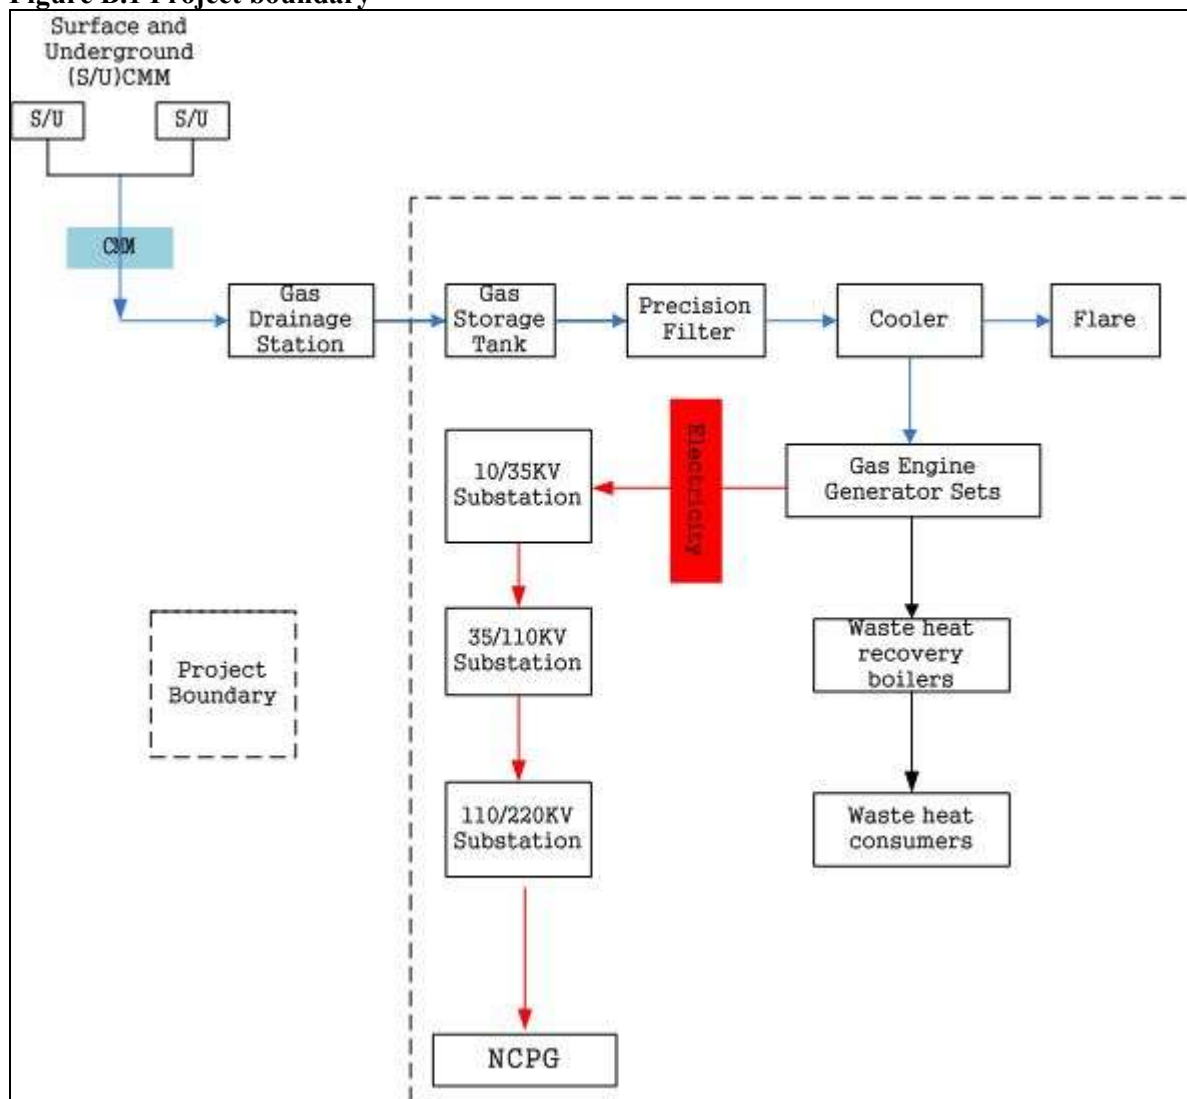 Figure B.1 Project boundary
Surface and
Underground
(S/U)CMM
S/U
S/U
CMM
Gas
Drainage
Station
Gas
Storage
Tank
Precision
Filter
Cooler
Flare
Electricity
10/35KV
Substation
Gas Engine
Generator Sets
35/110KV
Substation
Waste heat
recovery
boilers
Project
Boundary
110/220KV
Substation
Waste heat
consumers
NCPG